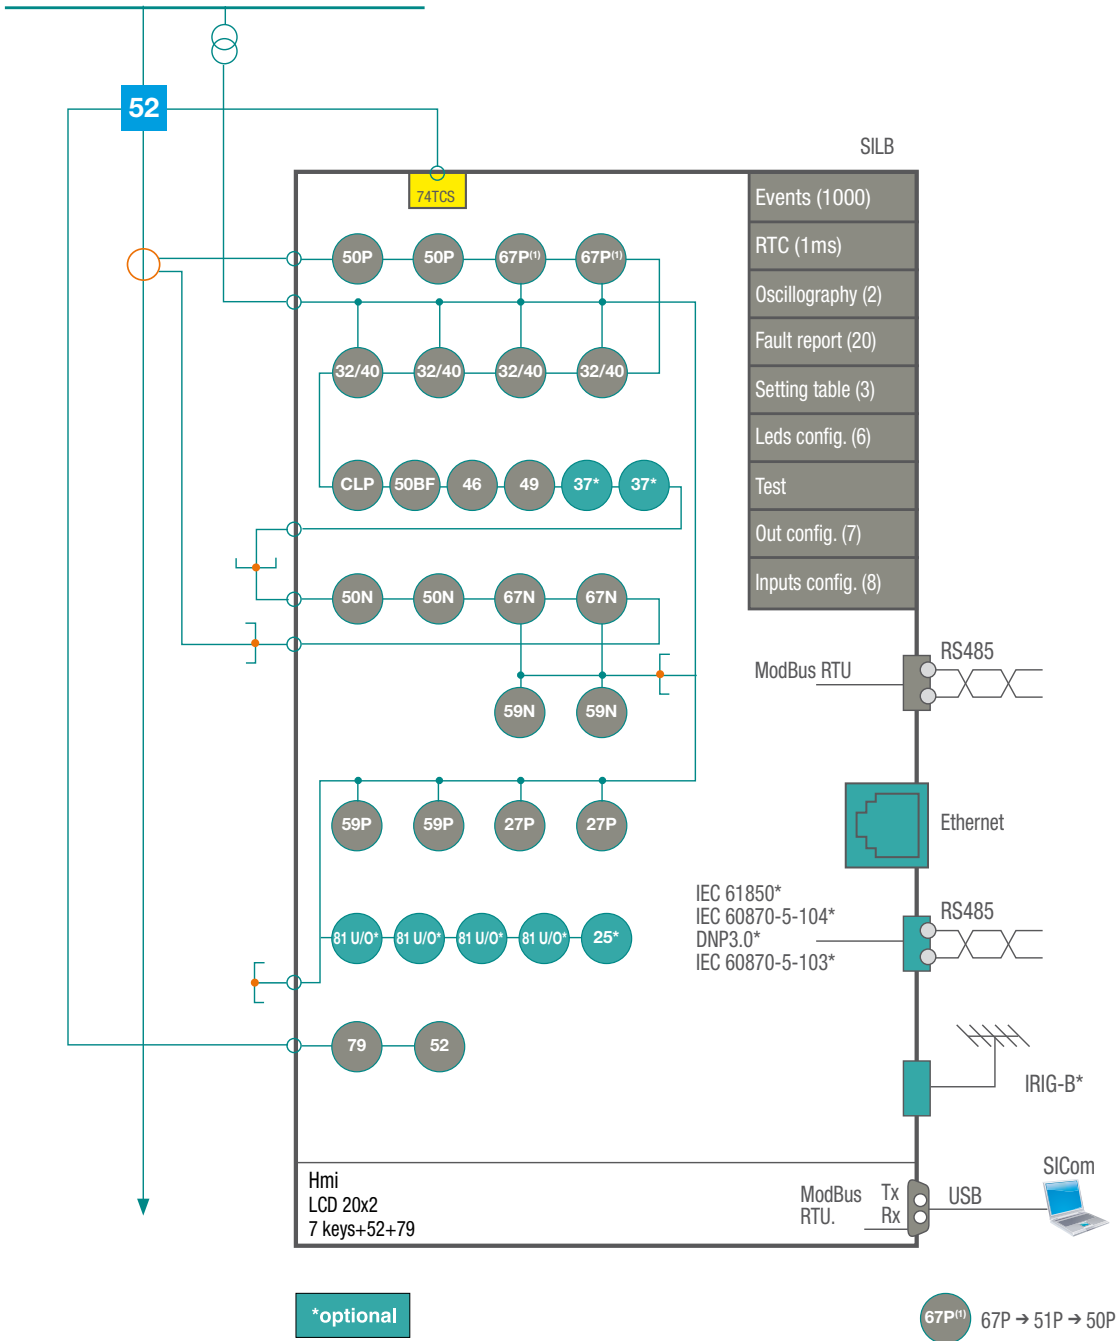 52
SILB
74TCS
Events (1000)
RTC (1ms)
Oscillography (2)
Fault report (20)
Setting table (3)
Leds config. (6)
Test
Out config. (7)
Inputs config. (8)
50P 50P 67P(1) 67P(1)
32/40 32/40 32/40 32/40
CLP 50BF 46 49 37* 37*
50N 50N 67N 67N
59N 59N
ModBus RTU
RS485
59P 59P 27P 27P
Ethernet
81 U/O* 81 U/O* 81 U/O* 81 U/O* 25*
IEC 61850*
IEC 60870-5-104*
DNP3.0*
IEC 60870-5-103*
RS485
79 52
IRIG-B*
Hmi
LCD 20x2
7 keys+52+79
ModBus
RTU.
Tx
Rx
USB
SICom
*optional
67P(1) 67P → 51P → 50P